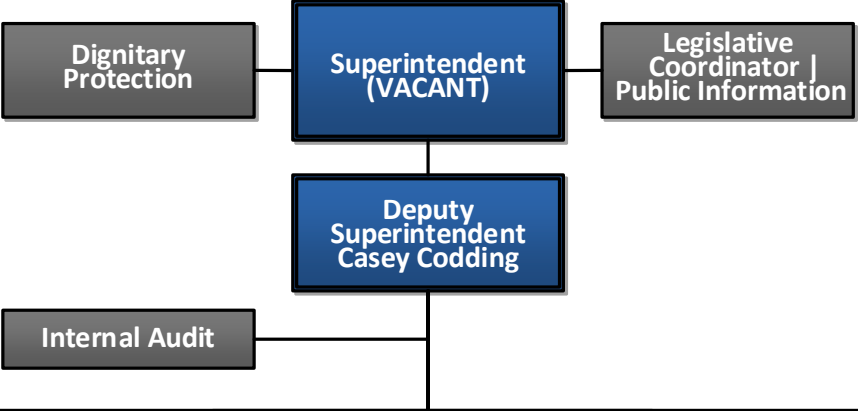 Dignitary
Protection
Superintendent
(VACANT)
Legislative
Coordinator |
Public Information
Deputy
Superintendent
Casey Codding
Internal Audit